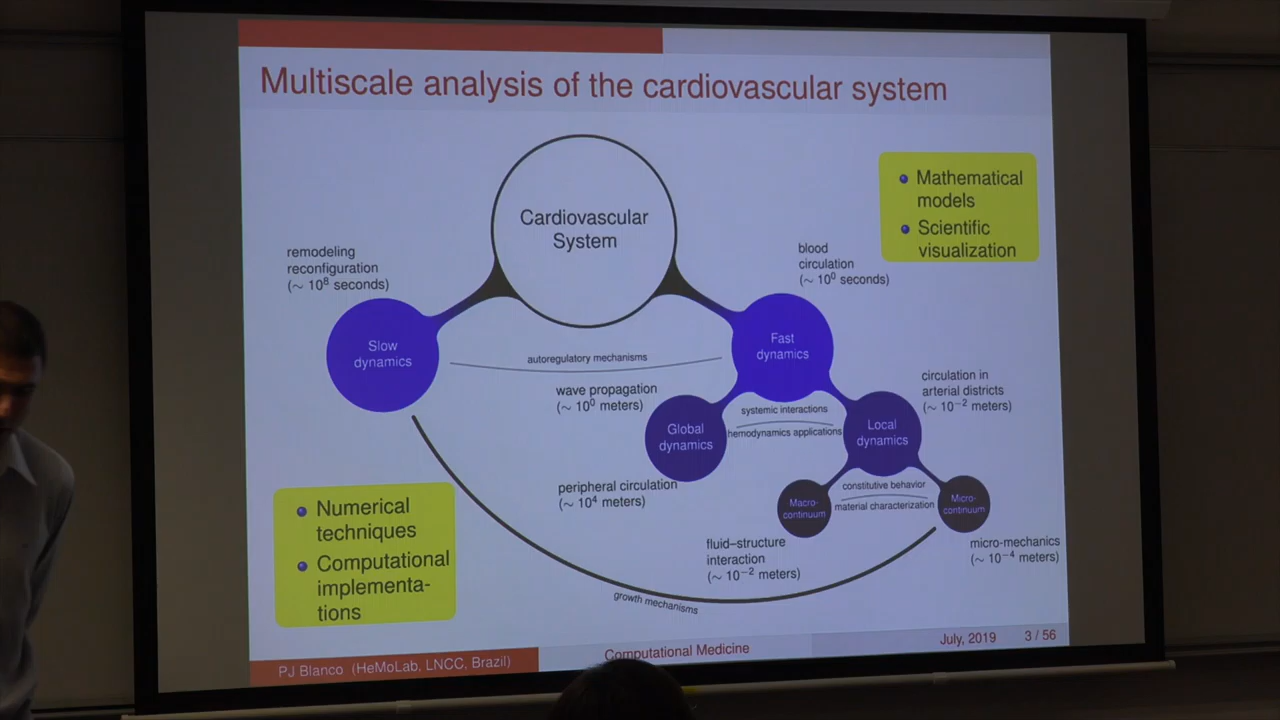 Multiscale analysis of the cardiovascular system
Cardiovascular
System
Mathematical
models
Scientific
visualization
remodeling
reconfiguration
(∼ 10⁸ seconds)
blood
circulation
(∼ 10⁰ seconds)
Slow
dynamics
Fast
dynamics
autoregulatory mechanisms
wave propagation
(∼ 10⁰ meters)
circulation in
arterial districts
(∼ 10⁻² meters)
systemic interactions
hemodynamics applications
Global
dynamics
Local
dynamics
peripheral circulation
(∼ 10⁴ meters)
constitutive behavior
material characterization
Macro-
continuum
Micro-
continuum
fluid–structure
interaction
(∼ 10⁻² meters)
micro-mechanics
(∼ 10⁻⁴ meters)
Numerical
techniques
Computational
implementa-
tions
growth mechanisms
PJ Blanco (HeMoLab, LNCC, Brazil)
Computational Medicine
July, 2019
3 / 56